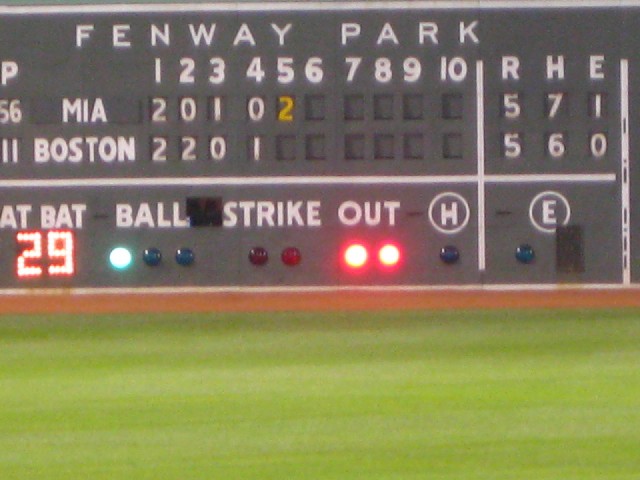 FENWAY PARK
P 1 2 3 4 5 6 7 8 9 10 R H E
56 MIA 2 0 1 0 2 5 7 1
11 BOSTON 2 2 0 1 5 6 0
AT BAT BALL STRIKE OUT H E
29